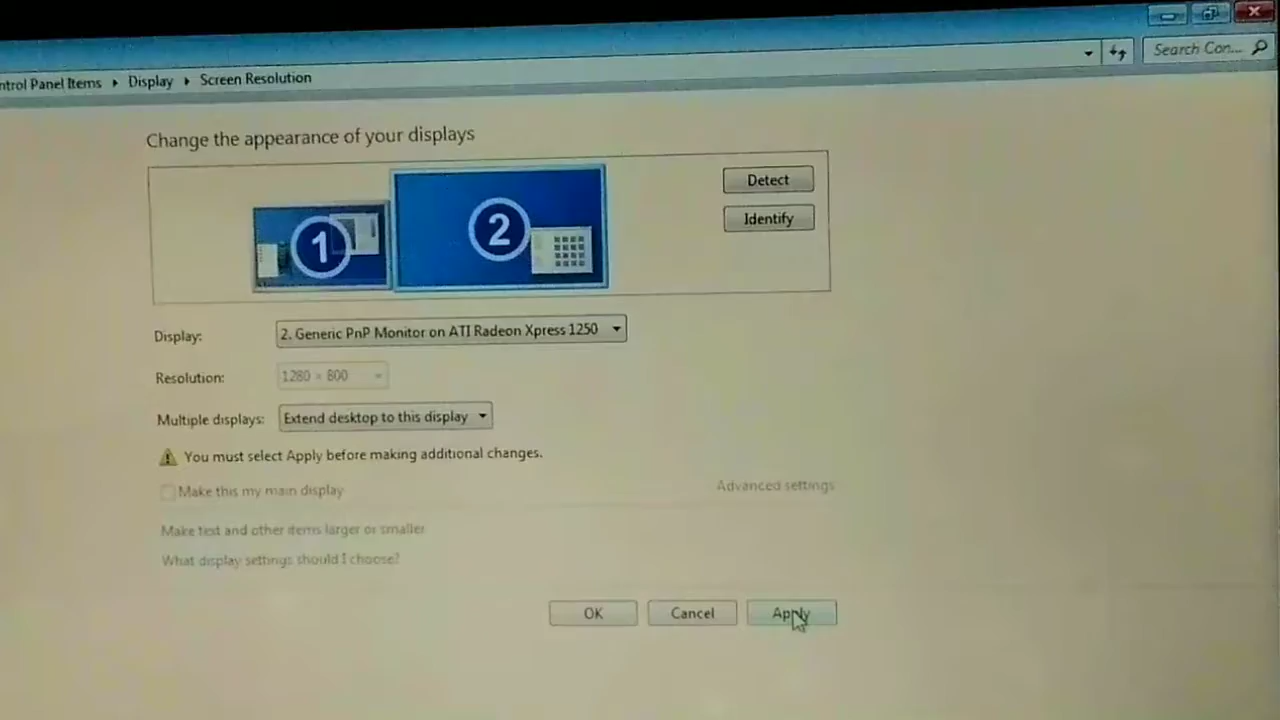 ntrol Panel Items ▸ Display ▸ Screen Resolution
Search Con...
Change the appearance of your displays
1
2
Detect
Identify
Display: 2. Generic PnP Monitor on ATI Radeon Xpress 1250
Resolution: 1280 × 800
Multiple displays: Extend desktop to this display
You must select Apply before making additional changes.
Make this my main display
Advanced settings
Make text and other items larger or smaller
What display settings should I choose?
OK
Cancel
Apply